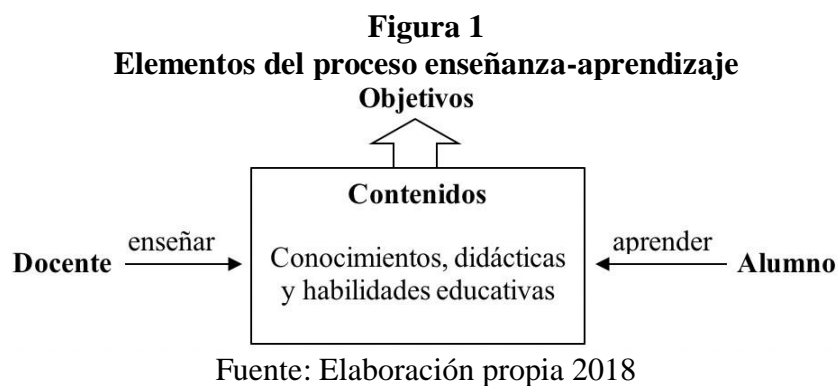 Figura 1
Elementos del proceso enseñanza-aprendizaje
Objetivos
Contenidos
enseñar
aprender
Docente
Conocimientos, didácticas
y habilidades educativas
Alumno
Fuente: Elaboración propia 2018